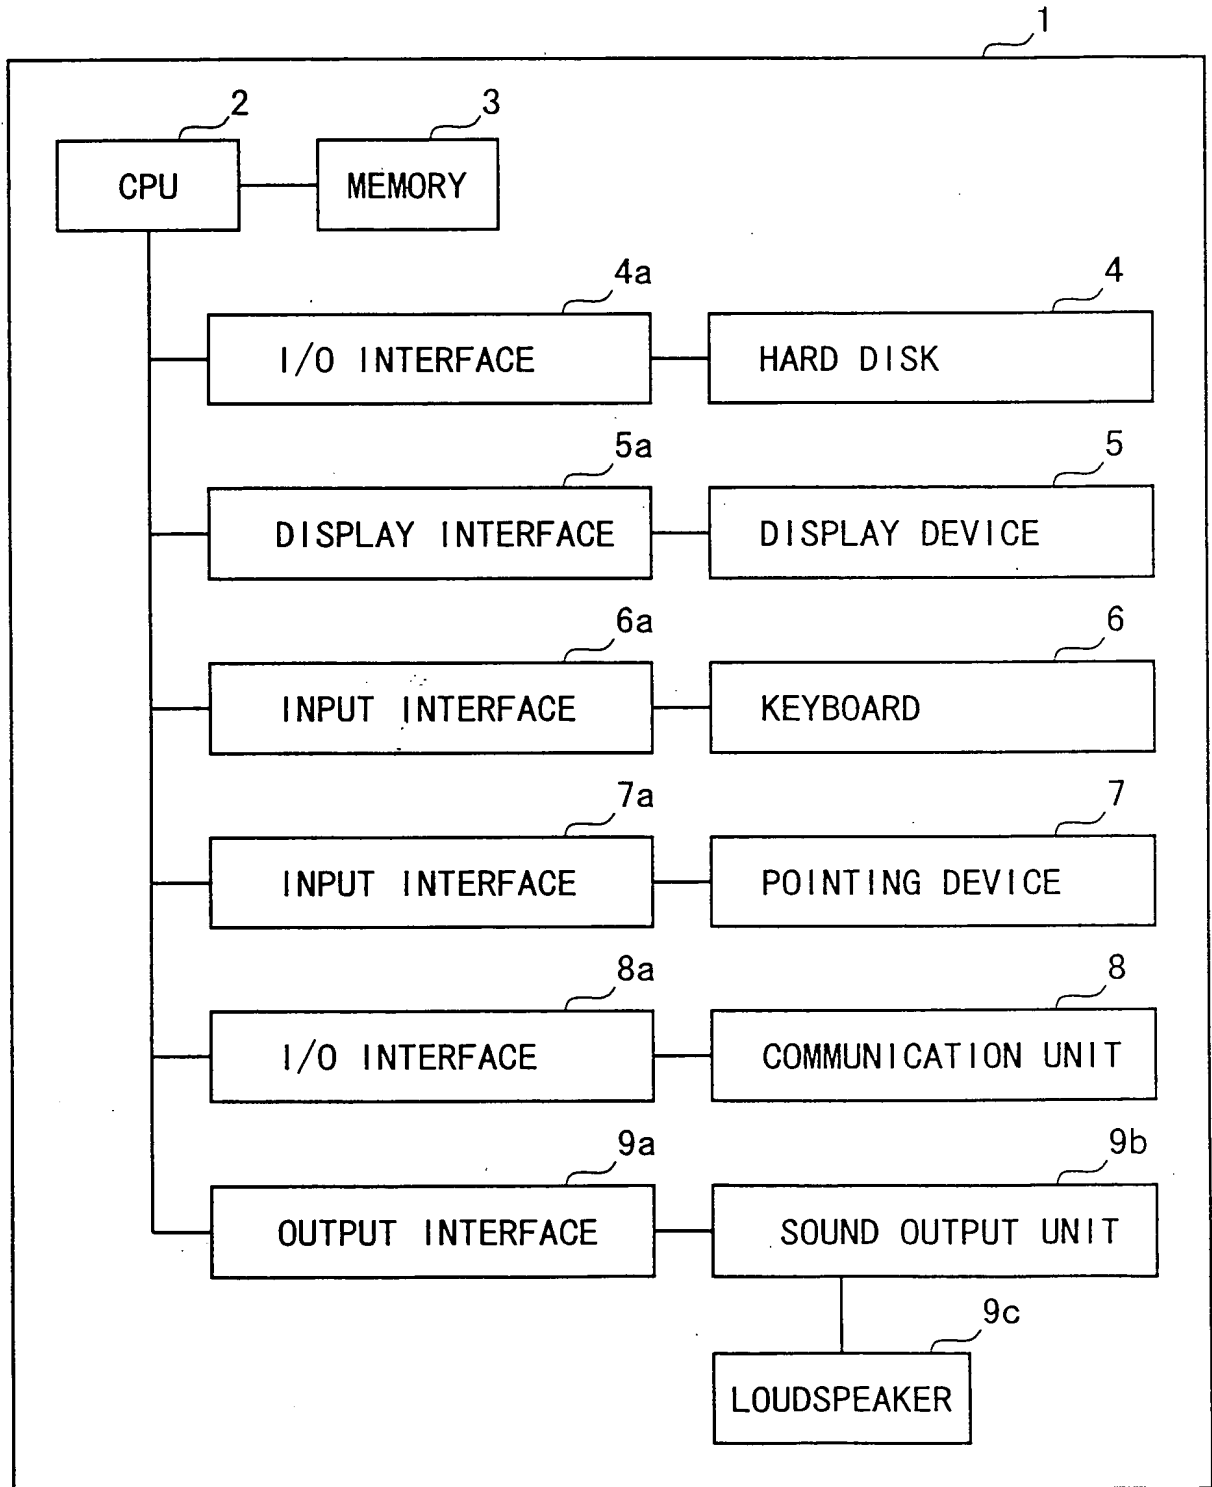 1
2
3
CPU
MEMORY
4a
4
I/O INTERFACE
HARD DISK
5a
5
DISPLAY INTERFACE
DISPLAY DEVICE
6a
6
INPUT INTERFACE
KEYBOARD
7a
7
INPUT INTERFACE
POINTING DEVICE
8a
8
I/O INTERFACE
COMMUNICATION UNIT
9a
9b
OUTPUT INTERFACE
SOUND OUTPUT UNIT
9c
LOUDSPEAKER